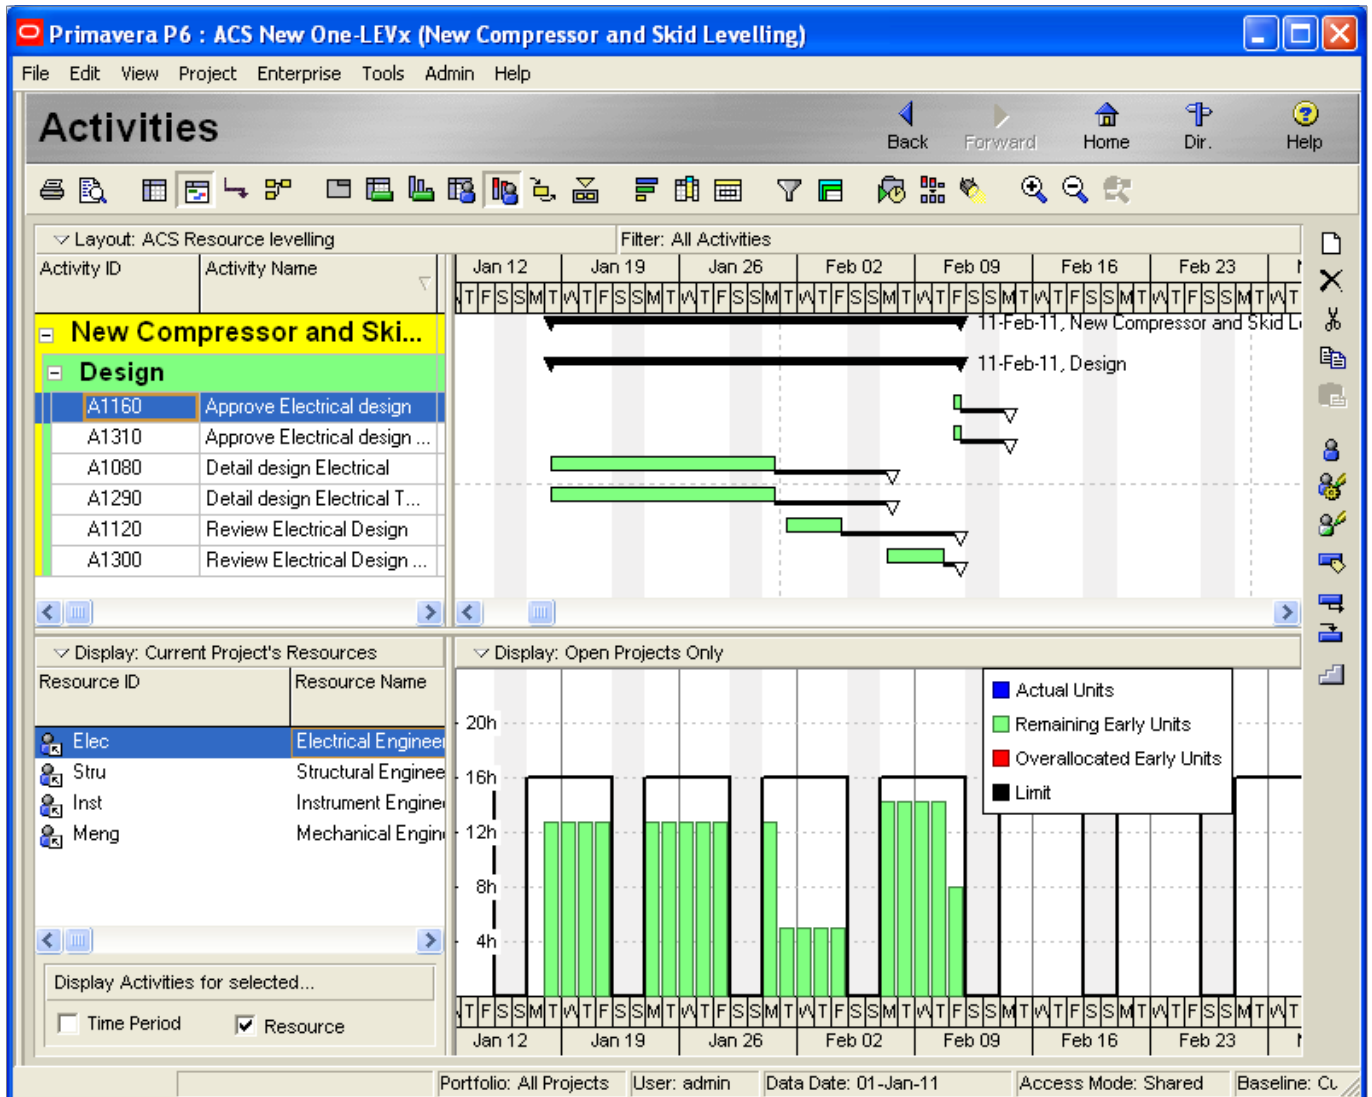 Primavera P6 : ACS New One-LEVx (New Compressor and Skid Levelling)
File Edit View Project Enterprise Tools Admin Help
Activities
Back Forward Home Dir. Help
Layout: ACS Resource levelling Filter: All Activities
Activity ID Activity Name
Jan 12 Jan 19 Jan 26 Feb 02 Feb 09 Feb 16 Feb 23
T F S S M T W T F S S M T W T F S S M T W T F S S M T W T F S S M T W T F S S M T W T F S S M T W T
New Compressor and Ski...
11-Feb-11, New Compressor and Skid L
Design
11-Feb-11, Design
A1160 Approve Electrical design
A1310 Approve Electrical design ...
A1080 Detail design Electrical
A1290 Detail design Electrical T...
A1120 Review Electrical Design
A1300 Review Electrical Design ...
Display: Current Project's Resources
Display: Open Projects Only
Resource ID Resource Name
Elec Electrical Engineer
Stru Structural Enginee
Inst Instrument Engine
Meng Mechanical Engin
Actual Units
Remaining Early Units
Overallocated Early Units
Limit
20h
16h
12h
8h
4h
Display Activities for selected...
Time Period Resource
T F S S M T W T F S S M T W T F S S M T W T F S S M T W T F S S M T W T F S S M T W T F S S M T W T
Jan 12 Jan 19 Jan 26 Feb 02 Feb 09 Feb 16 Feb 23
Portfolio: All Projects User: admin Data Date: 01-Jan-11 Access Mode: Shared Baseline: Cu